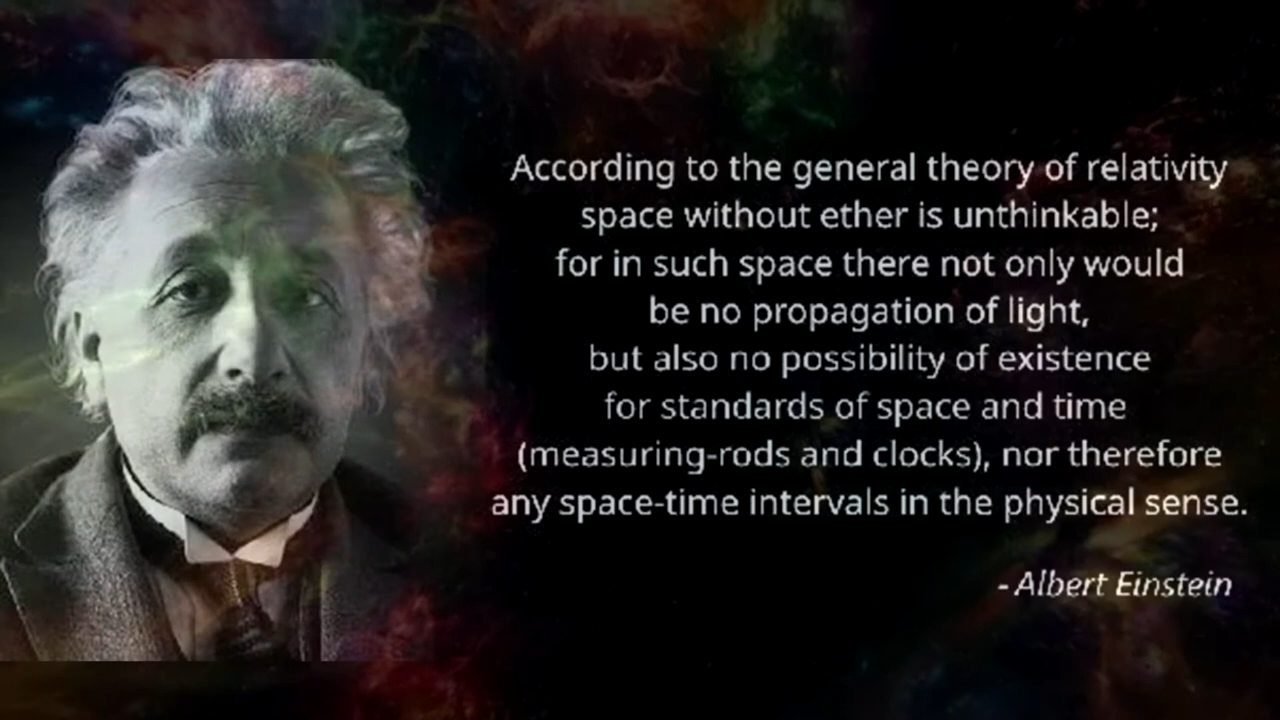 According to the general theory of relativity
space without ether is unthinkable;
for in such space there not only would
be no propagation of light,
but also no possibility of existence
for standards of space and time
(measuring-rods and clocks), nor therefore
any space-time intervals in the physical sense.
- Albert Einstein